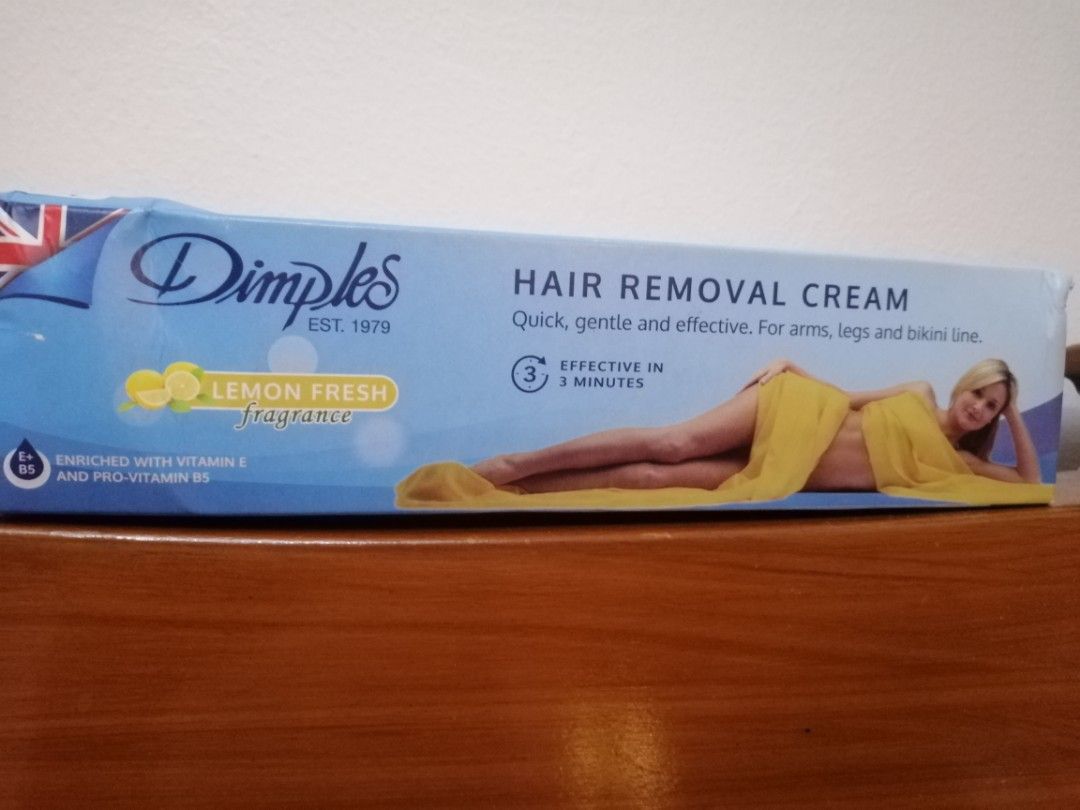 Dimples
EST. 1979
LEMON FRESH
fragrance
E+
B5
ENRICHED WITH VITAMIN E
AND PRO-VITAMIN B5
HAIR REMOVAL CREAM
Quick, gentle and effective. For arms, legs and bikini line.
3
EFFECTIVE IN
3 MINUTES